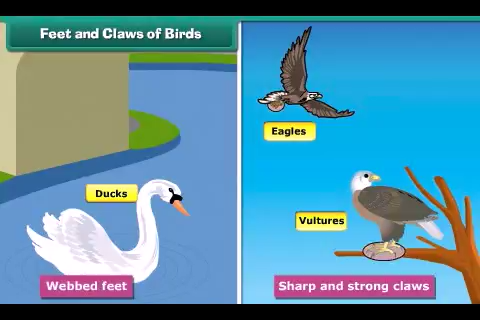 Feet and Claws of Birds
Ducks
Webbed feet
Eagles
Vultures
Sharp and strong claws